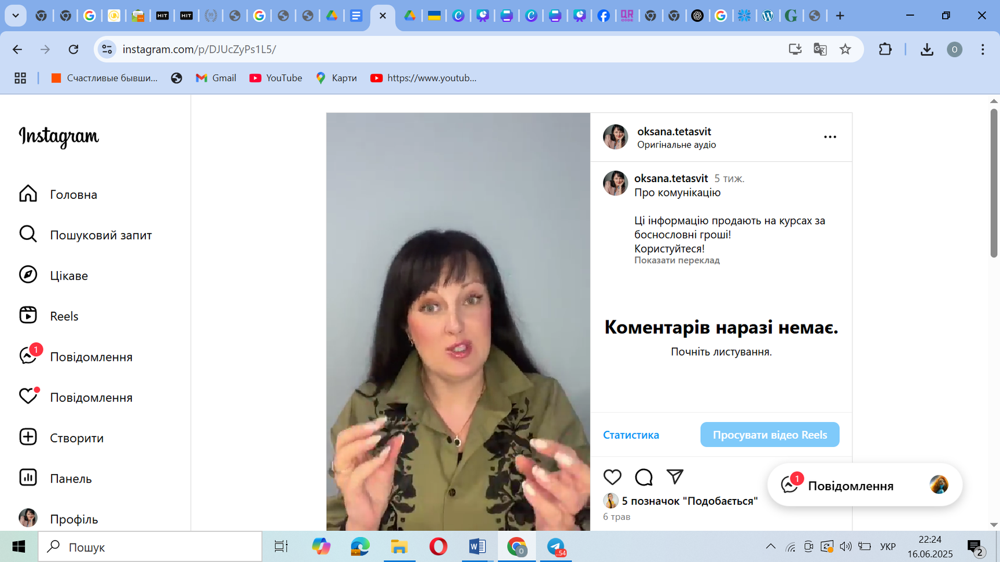 instagram.com/p/DJUcZyPs1L5/
Счастливые бывши...
Gmail
YouTube
Карти
https://www.youtub...
Instagram
Головна
Пошуковий запит
Цікаве
Reels
1
Повідомлення
Повідомлення
Створити
Панель
Профіль
oksana.tetasvit
Оригінальне аудіо
oksana.tetasvit 5 тиж.
Про комунікацію
Ці інформацію продають на курсах за
боснословні гроші!
Користуйтеся!
Показати переклад
Коментарів наразі немає.
Почніть листування.
Статистика
Просувати відео Reels
5 позначок "Подобається"
6 трав
1
Повідомлення
Пошук
УКР
22:24
16.06.2025
2